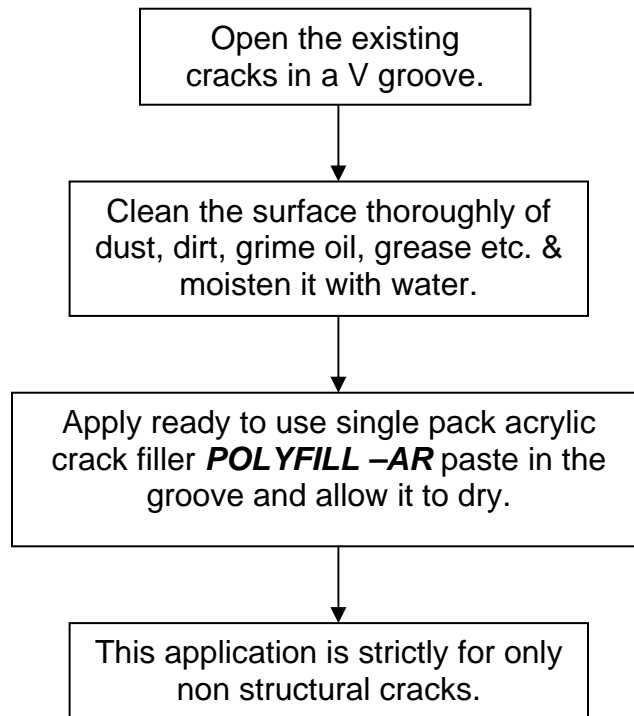 Open the existing
cracks in a V groove.
Clean the surface thoroughly of
dust, dirt, grime oil, grease etc. &
moisten it with water.
Apply ready to use single pack acrylic
crack filler POLYFILL –AR paste in the
groove and allow it to dry.
This application is strictly for only
non structural cracks.